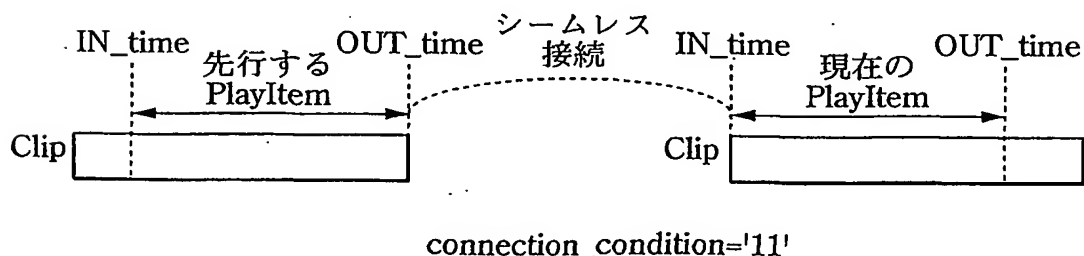 IN_time
OUT_time
シームレス
接続
IN_time
OUT_time
先行する
PlayItem
現在の
PlayItem
Clip
Clip
connection condition='11'